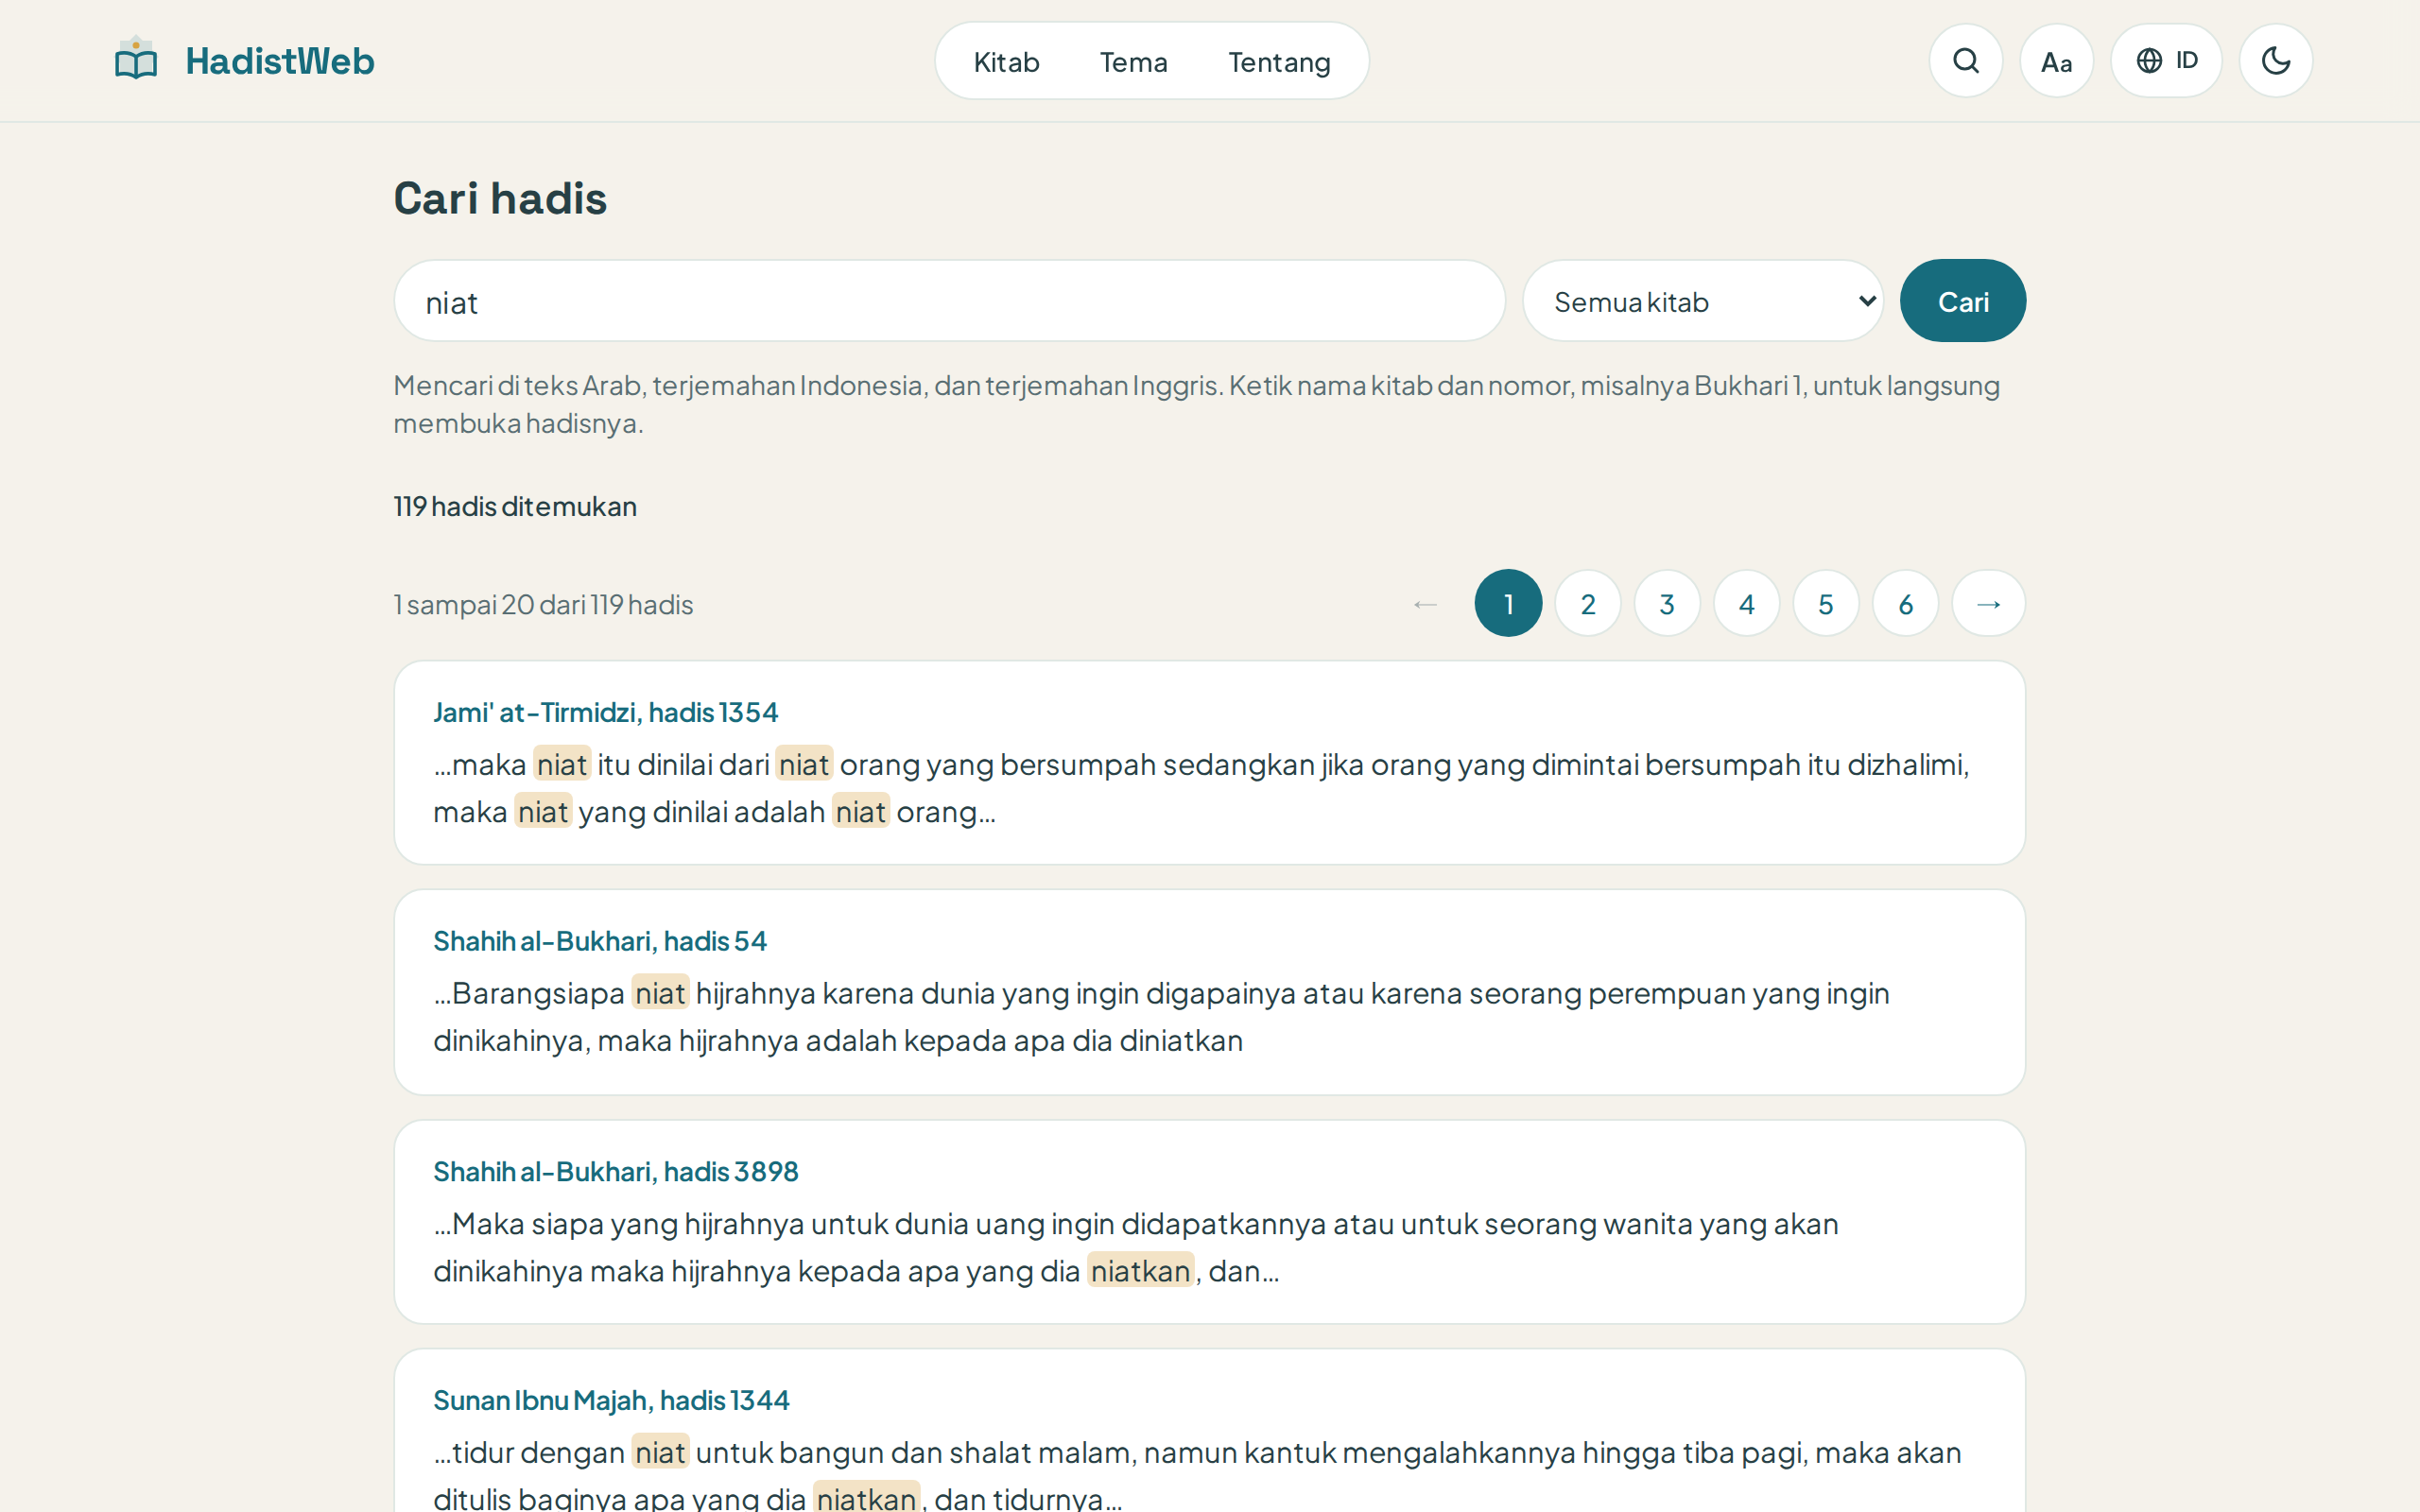 HadistWeb
Kitab Tema Tentang
Aa ID
Cari hadis
niat Semua kitab Cari
Mencari di teks Arab, terjemahan Indonesia, dan terjemahan Inggris. Ketik nama kitab dan nomor, misalnya Bukhari 1, untuk langsung
membuka hadisnya.
119 hadis ditemukan
1 sampai 20 dari 119 hadis ← 1 2 3 4 5 6 →
Jami' at-Tirmidzi, hadis 1354
…maka niat itu dinilai dari niat orang yang bersumpah sedangkan jika orang yang dimintai bersumpah itu dizhalimi,
maka niat yang dinilai adalah niat orang…
Shahih al-Bukhari, hadis 54
…Barangsiapa niat hijrahnya karena dunia yang ingin digapainya atau karena seorang perempuan yang ingin
dinikahinya, maka hijrahnya adalah kepada apa dia diniatkan
Shahih al-Bukhari, hadis 3898
…Maka siapa yang hijrahnya untuk dunia uang ingin didapatkannya atau untuk seorang wanita yang akan
dinikahinya maka hijrahnya kepada apa yang dia niatkan, dan…
Sunan Ibnu Majah, hadis 1344
…tidur dengan niat untuk bangun dan shalat malam, namun kantuk mengalahkannya hingga tiba pagi, maka akan
ditulis baginya apa yang dia niatkan, dan tidurnya…